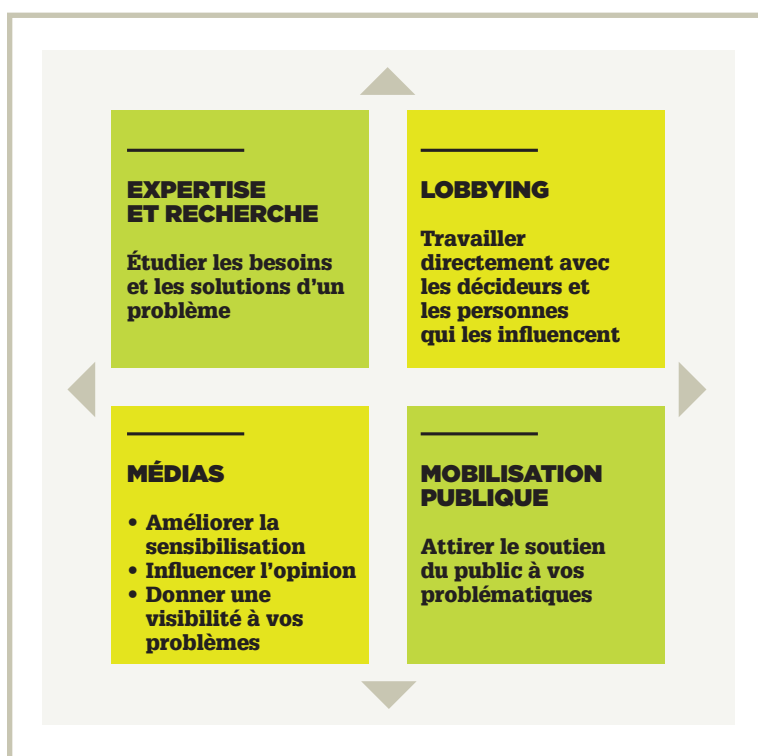 EXPERTISE
ET RECHERCHE
Étudier les besoins
et les solutions d’un
problème
LOBBYING
Travailler
directement avec
les décideurs et
les personnes
qui les influencent
MÉDIAS
• Améliorer la
sensibilisation
• Influencer l’opinion
• Donner une
visibilité à vos
problèmes
MOBILISATION
PUBLIQUE
Attirer le soutien
du public à vos
problématiques